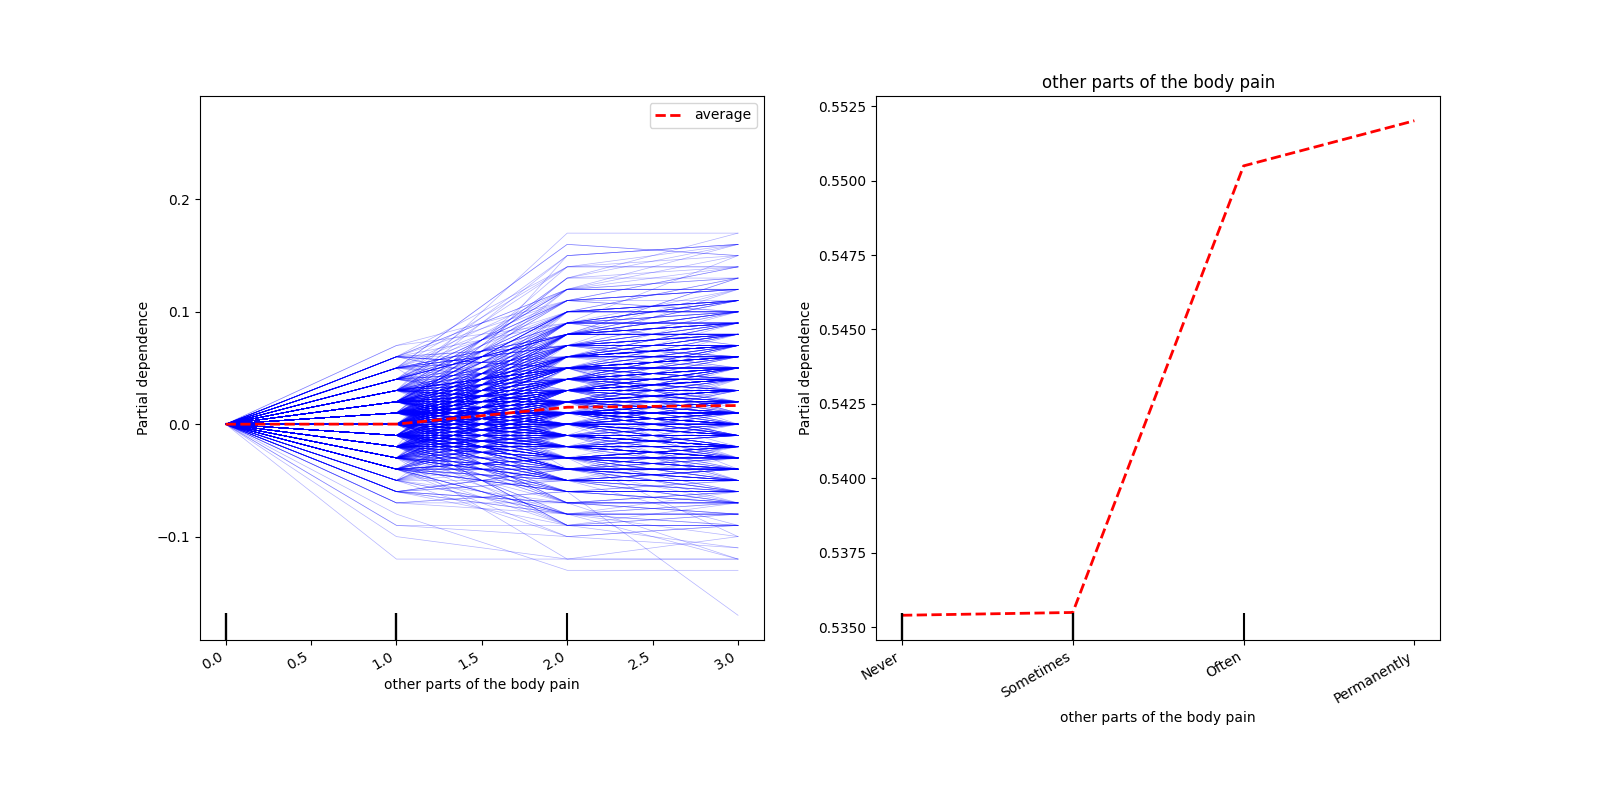 average
0.2
0.1
0.0
−0.1
Partial dependence
0.0
0.5
1.0
1.5
2.0
2.5
3.0
other parts of the body pain
other parts of the body pain
0.5525
0.5500
0.5475
0.5450
0.5425
0.5400
0.5375
0.5350
Partial dependence
Never
Sometimes
Often
Permanently
other parts of the body pain